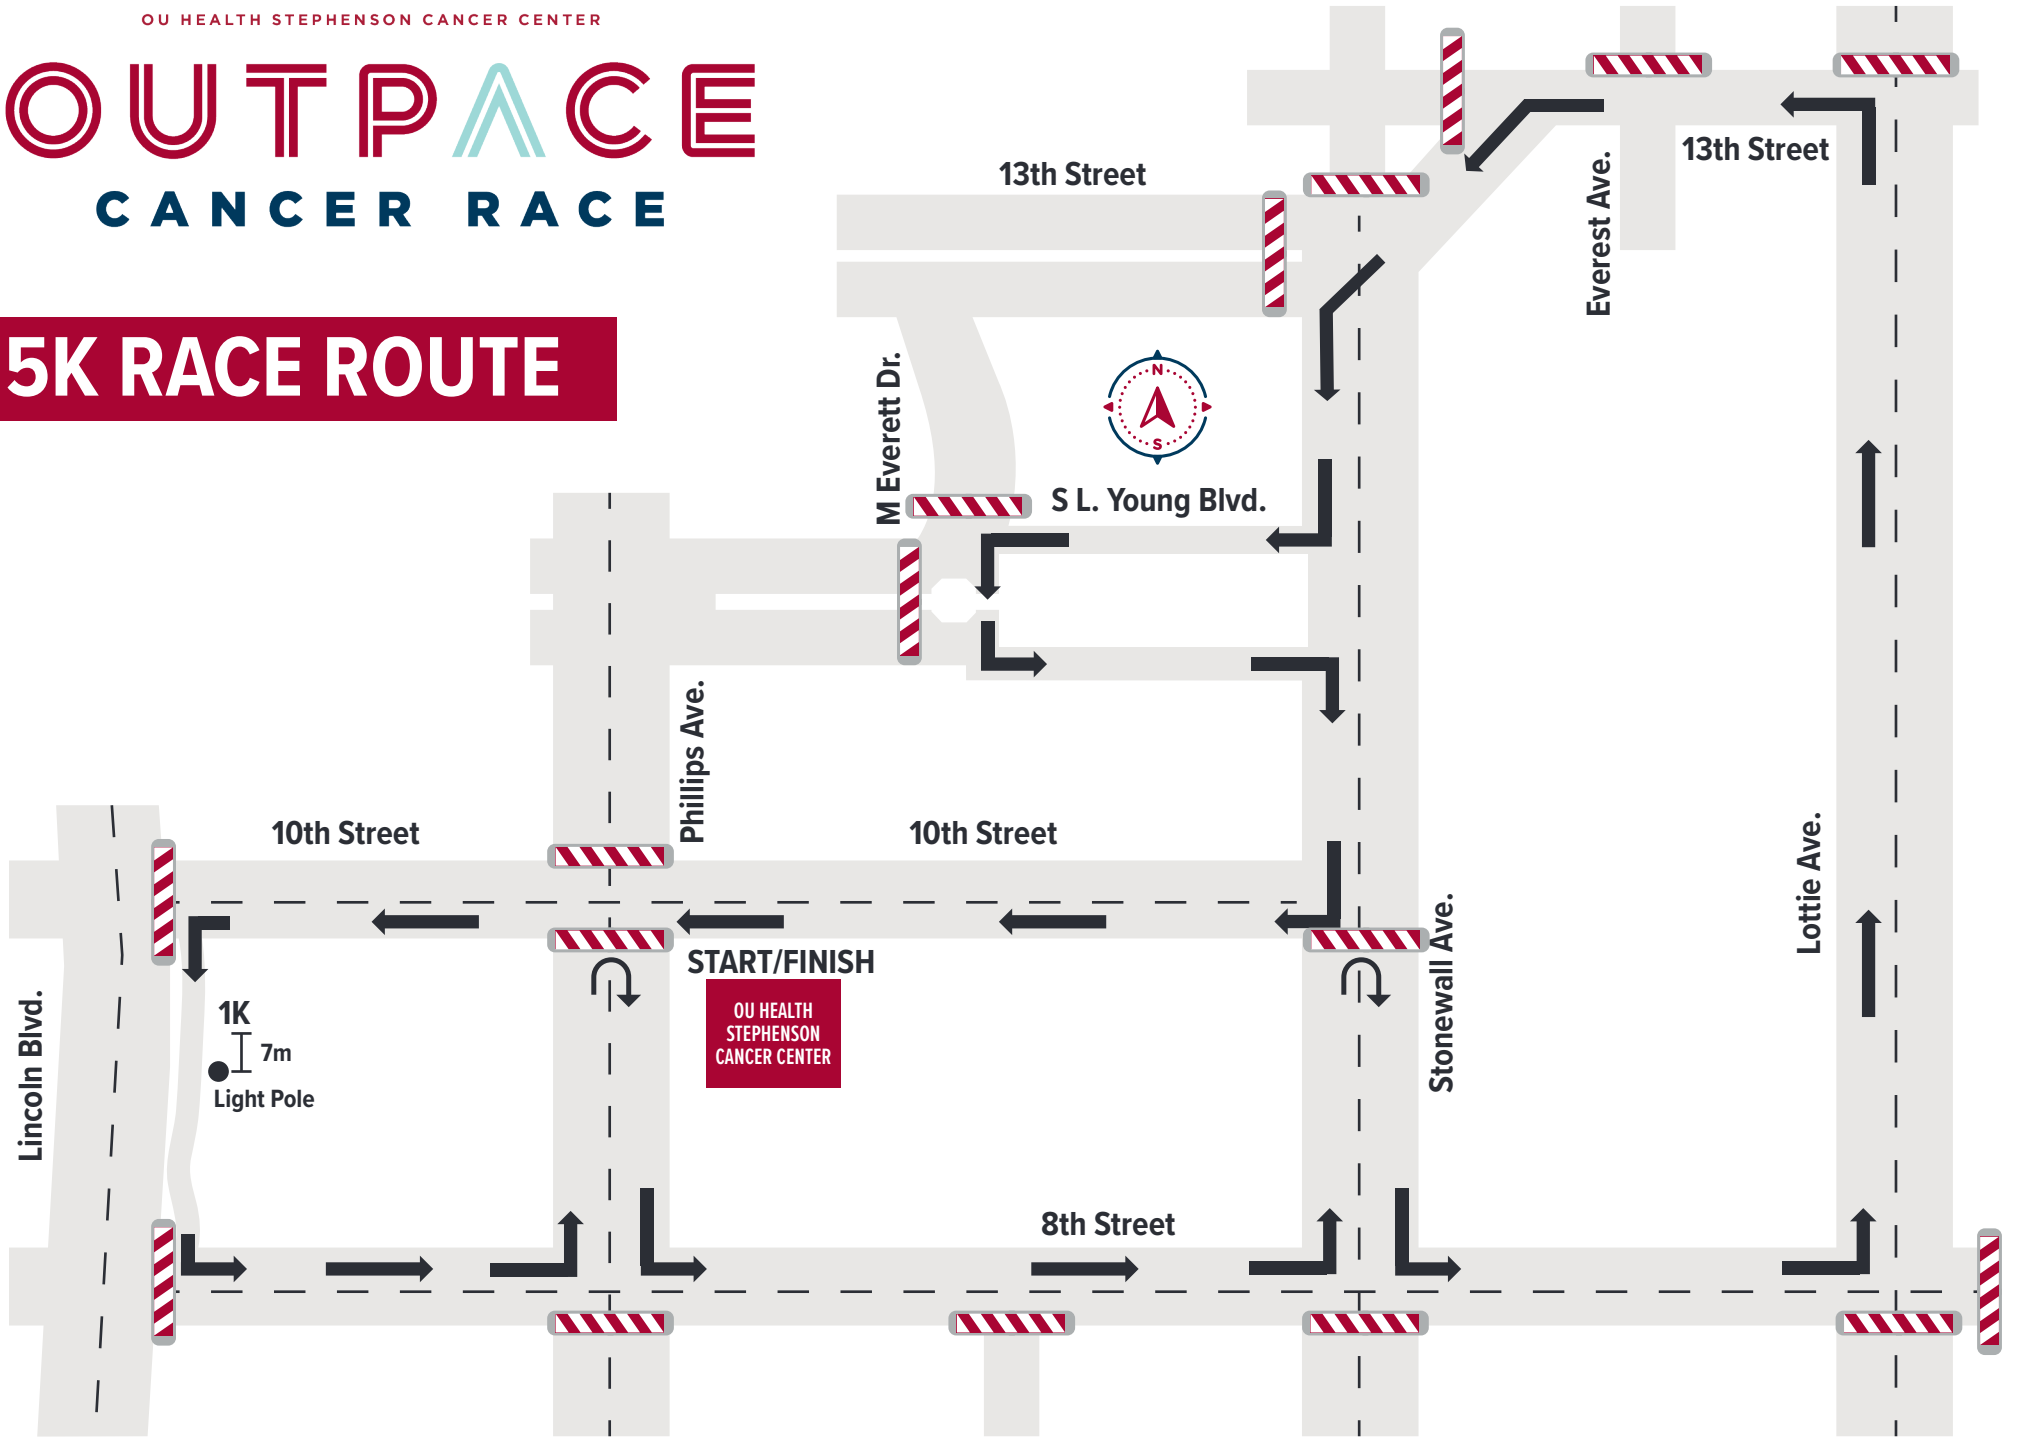 OU HEALTH STEPHENSON CANCER CENTER
OUTPACE
CANCER RACE
5K RACE ROUTE
13th Street
13th Street
Everest Ave.
M Everett Dr.
N
S
S L. Young Blvd.
Phillips Ave.
10th Street
10th Street
Lottie Ave.
Stonewall Ave.
START/FINISH
OU HEALTH
STEPHENSON
CANCER CENTER
Lincoln Blvd.
1K
7m
Light Pole
8th Street